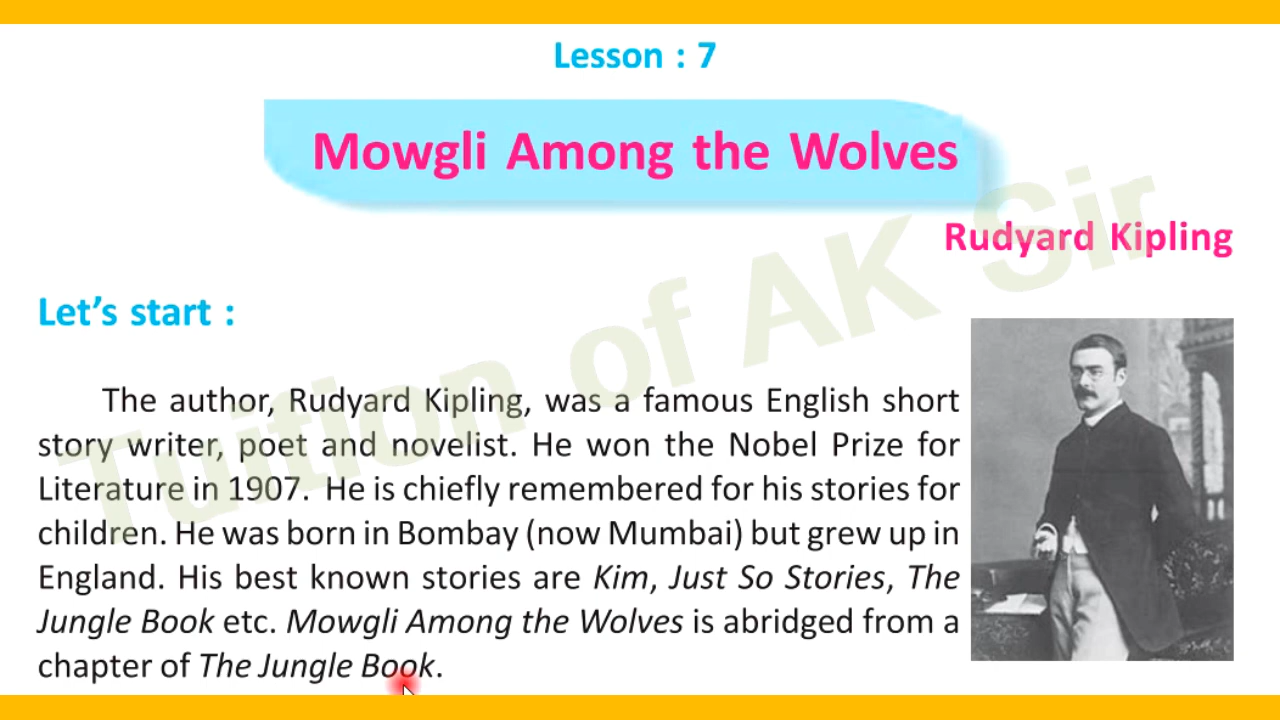 Lesson : 7
Mowgli Among the Wolves
Rudyard Kipling
Let's start :
The author, Rudyard Kipling, was a famous English short
story writer, poet and novelist. He won the Nobel Prize for
Literature in 1907. He is chiefly remembered for his stories for
children. He was born in Bombay (now Mumbai) but grew up in
England. His best known stories are Kim, Just So Stories, The
Jungle Book etc. Mowgli Among the Wolves is abridged from a
chapter of The Jungle Book.
Tuition of AK Sir